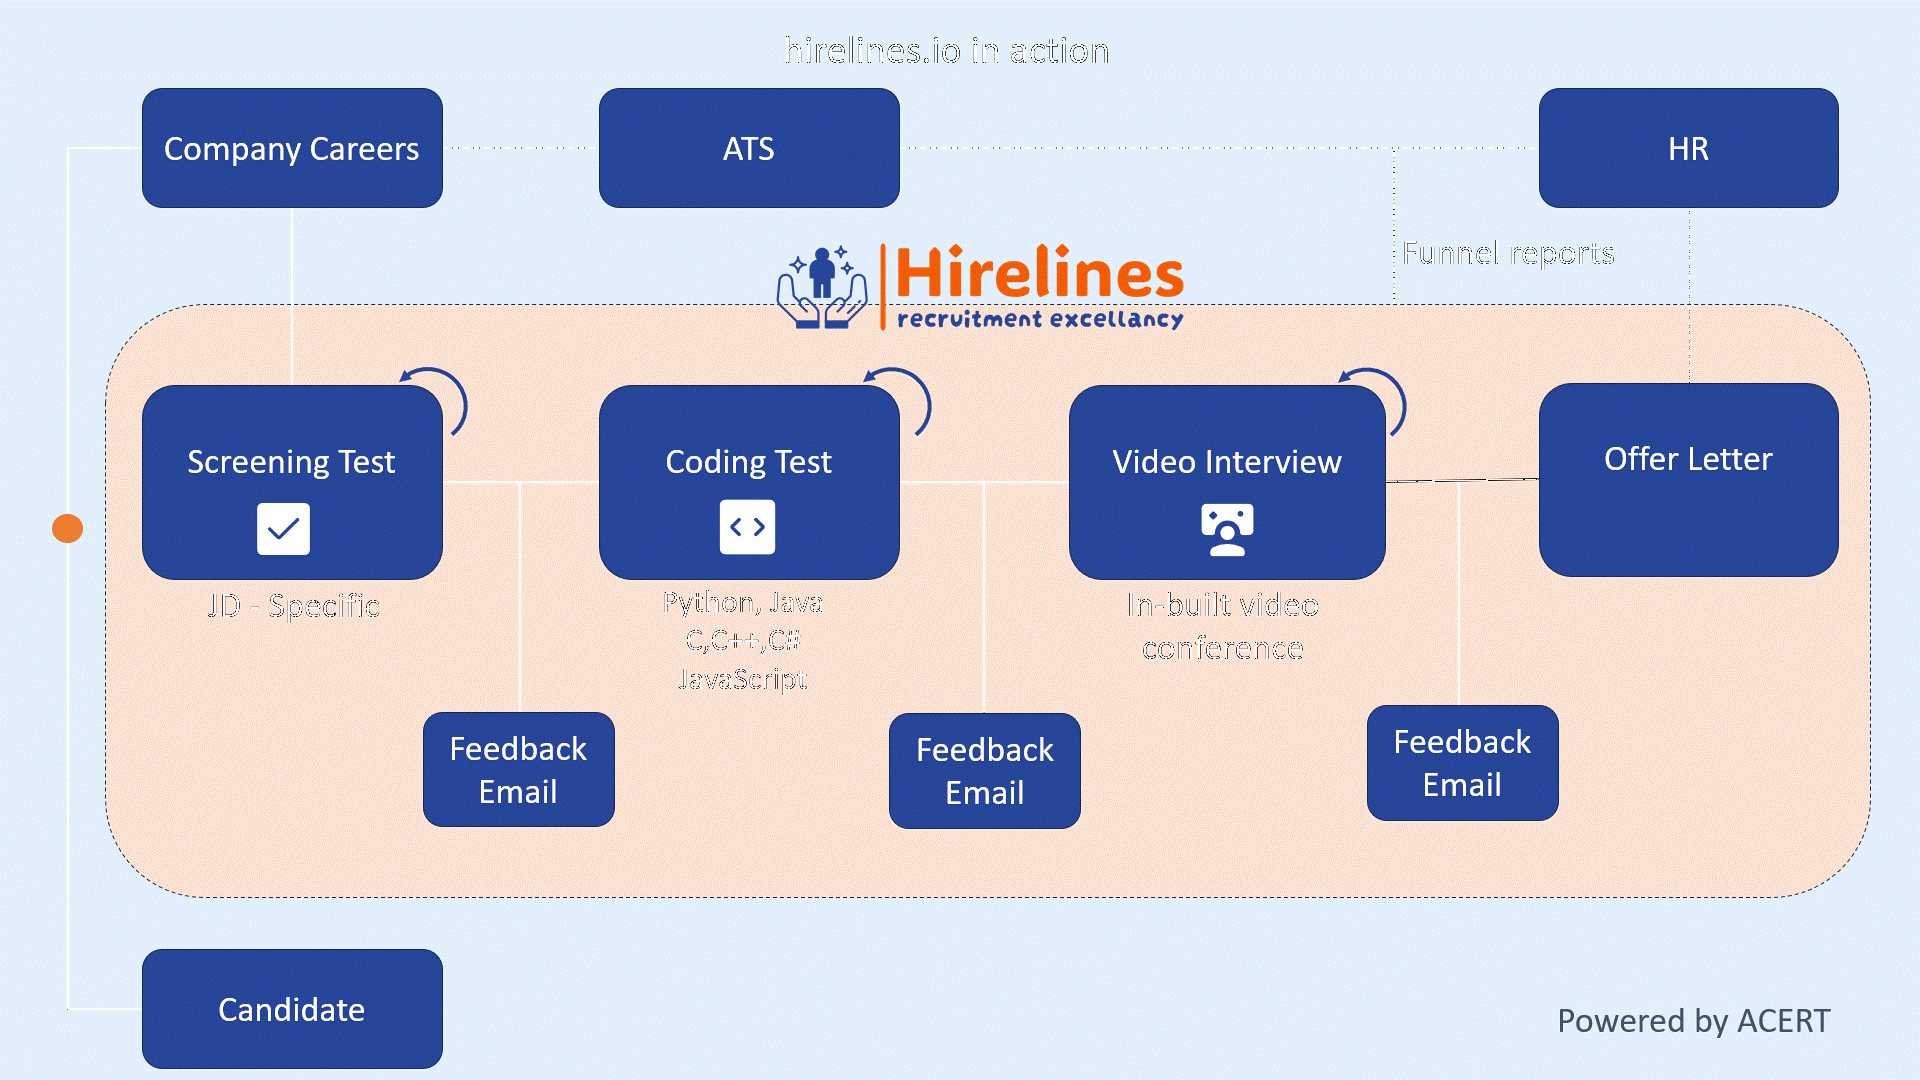 hirelines.io in action
Company Careers
ATS
HR
Hirelines
recruitment excellancy
Funnel reports
Screening Test
Coding Test
Video Interview
Offer Letter
JD - Specific
Python, Java
C,C++,C#
JavaScript
In-built video
conference
Feedback
Email
Feedback
Email
Feedback
Email
Candidate
Powered by ACERT